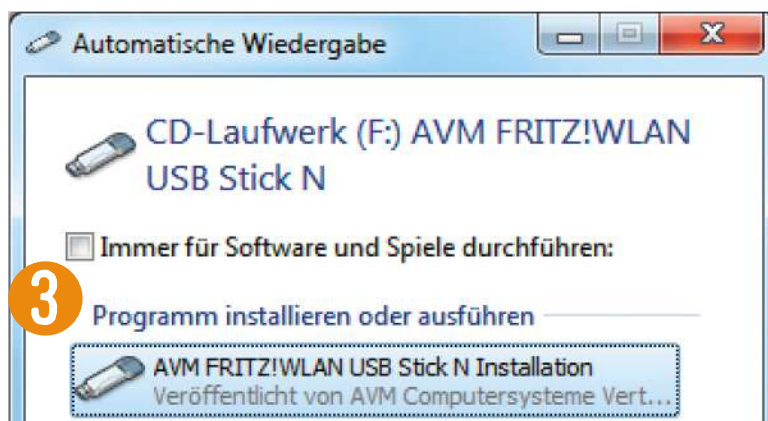 Automatische Wiedergabe
CD-Laufwerk (F:) AVM FRITZ!WLAN
USB Stick N
Immer für Software und Spiele durchführen:
3
Programm installieren oder ausführen
AVM FRITZ!WLAN USB Stick N Installation
Veröffentlicht von AVM Computersysteme Vert...